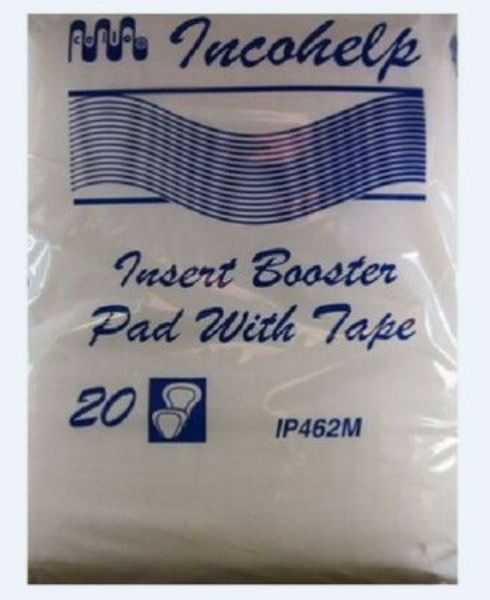 Incohelp
Insert Booster
Pad With Tape
20
IP462M